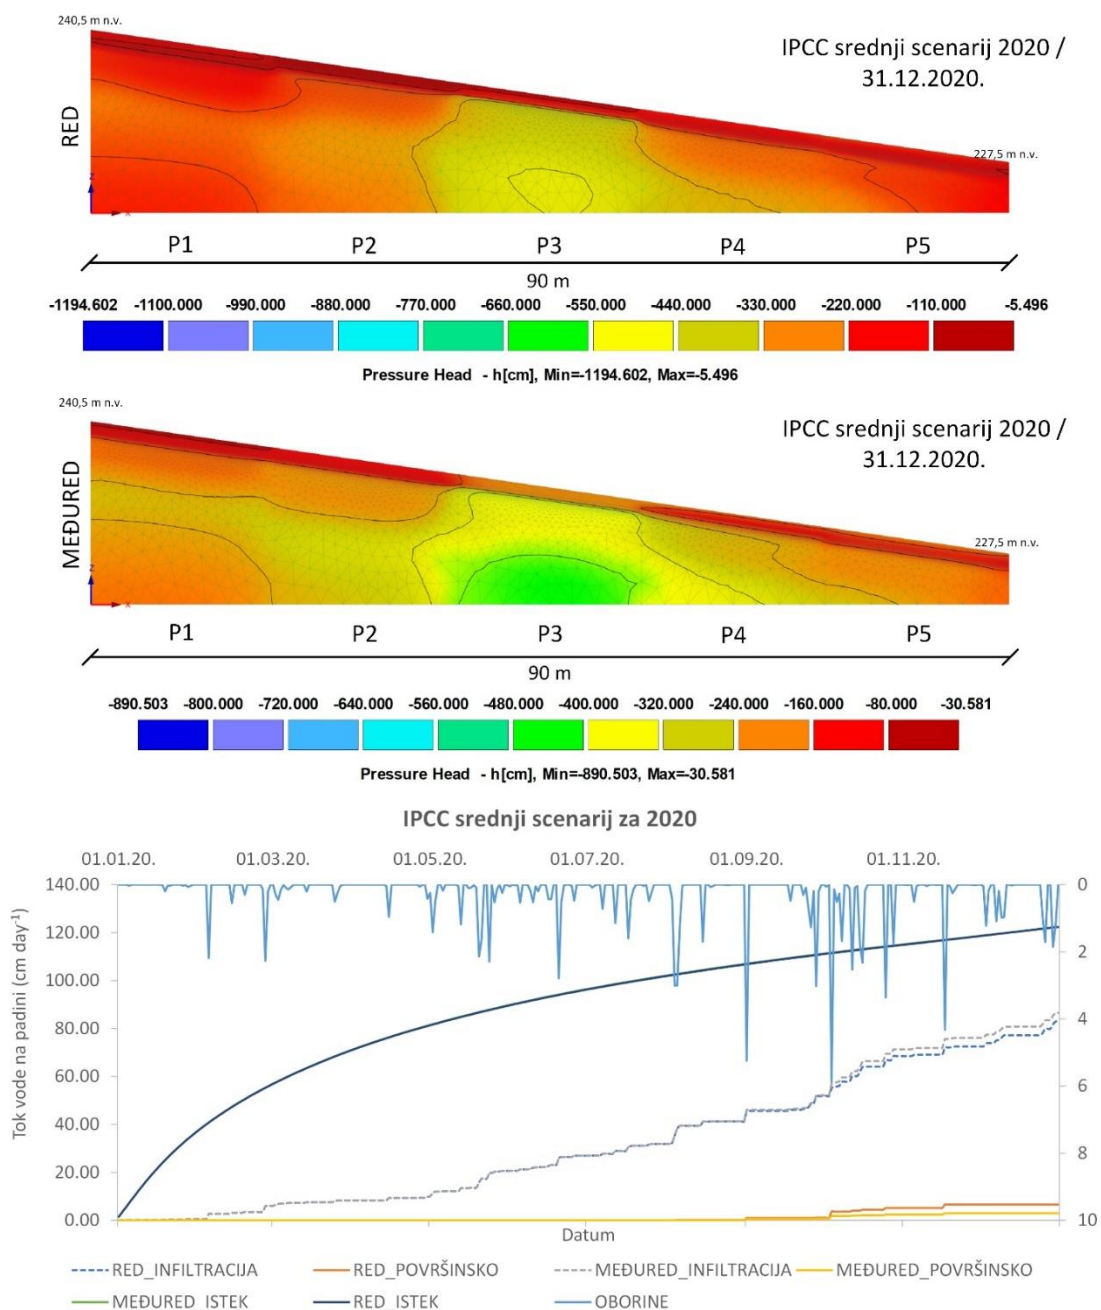 240,5 m n.v.
IPCC srednji scenarij 2020 /
31.12.2020.
RED
227,5 m n.v.
z
x
P1 P2 P3 P4 P5
90 m
-1194.602 -1100.000 -990.000 -880.000 -770.000 -660.000 -550.000 -440.000 -330.000 -220.000 -110.000 -5.496
Pressure Head - h[cm], Min=-1194.602, Max=-5.496
240,5 m n.v.
IPCC srednji scenarij 2020 /
31.12.2020.
MEĐURED
227,5 m n.v.
z
x
P1 P2 P3 P4 P5
90 m
-890.503 -800.000 -720.000 -640.000 -560.000 -480.000 -400.000 -320.000 -240.000 -160.000 -80.000 -30.581
Pressure Head - h[cm], Min=-890.503, Max=-30.581
IPCC srednji scenarij za 2020
01.01.20. 01.03.20. 01.05.20. 01.07.20. 01.09.20. 01.11.20.
Tok vode na padini (cm day⁻¹)
140.00 0
120.00 2
100.00
80.00 4
60.00 6
40.00 8
20.00
0.00 10
Datum
RED_INFILTRACIJA RED_POVRŠINSKO MEĐURED_INFILTRACIJA MEĐURED_POVRŠINSKO
MEĐURED_ISTEK RED_ISTEK OBORINE